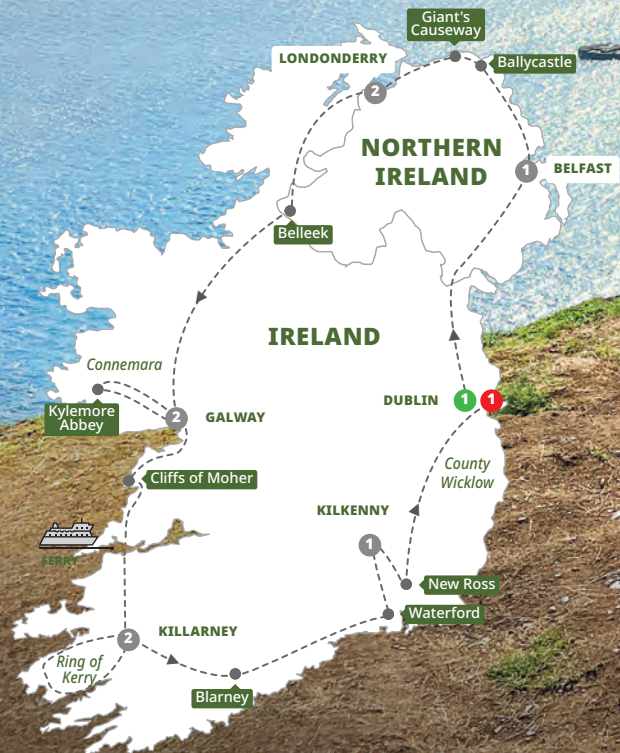 Giant's
Causeway
LONDONDERRY
Ballycastle
2
NORTHERN
IRELAND
1
BELFAST
Belleek
IRELAND
Connemara
Kylemore
Abbey
2
GALWAY
DUBLIN
1
1
Cliffs of Moher
County
Wicklow
KILKENNY
1
FERRY
New Ross
Waterford
2
KILLARNEY
Ring of
Kerry
Blarney